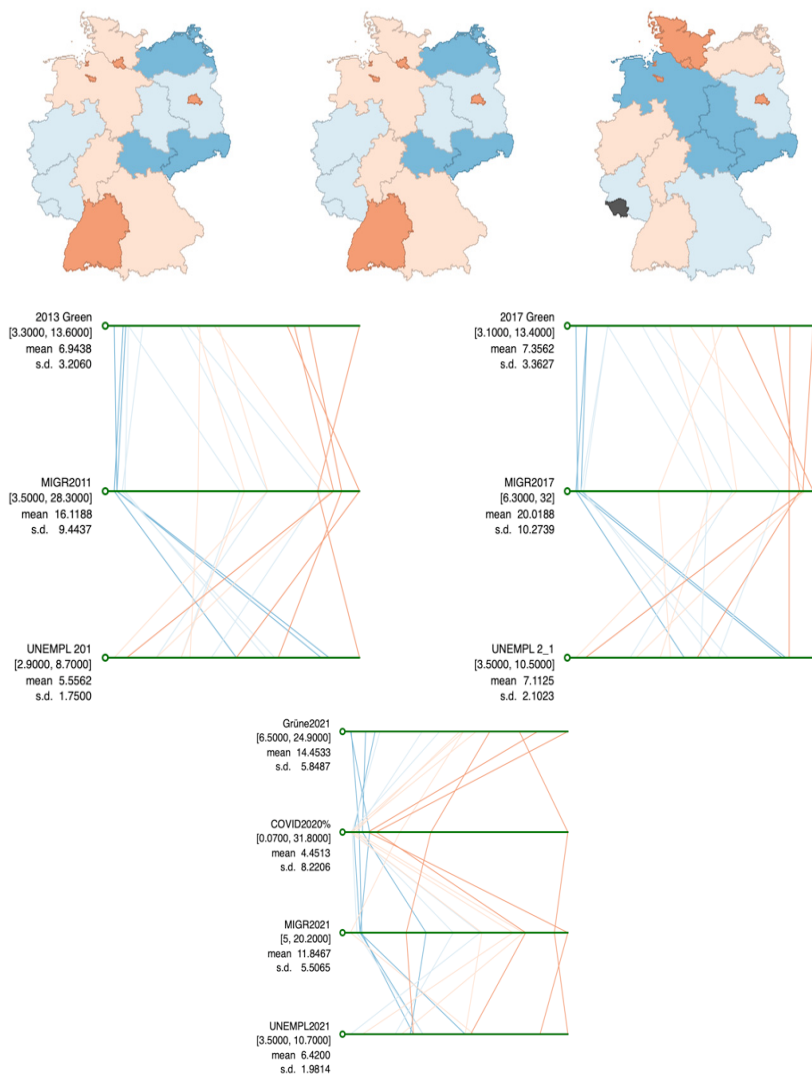 2013 Green
[3.3000, 13.6000]
mean 6.9438
s.d. 3.2060
MIGR2011
[3.5000, 28.3000]
mean 16.1188
s.d. 9.4437
UNEMPL 201
[2.9000, 8.7000]
mean 5.5562
s.d. 1.7500
2017 Green
[3.1000, 13.4000]
mean 7.3562
s.d. 3.3627
MIGR2017
[6.3000, 32]
mean 20.0188
s.d. 10.2739
UNEMPL 2_1
[3.5000, 10.5000]
mean 7.1125
s.d. 2.1023
Grüne2021
[6.5000, 24.9000]
mean 14.4533
s.d. 5.8487
COVID2020%
[0.0700, 31.8000]
mean 4.4513
s.d. 8.2206
MIGR2021
[5, 20.2000]
mean 11.8467
s.d. 5.5065
UNEMPL2021
[3.5000, 10.7000]
mean 6.4200
s.d. 1.9814